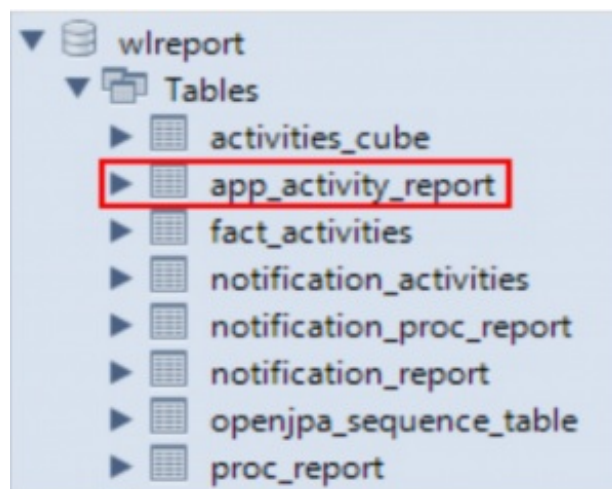 wlreport
Tables
activities_cube
app_activity_report
fact_activities
notification_activities
notification_proc_report
notification_report
openjpa_sequence_table
proc_report